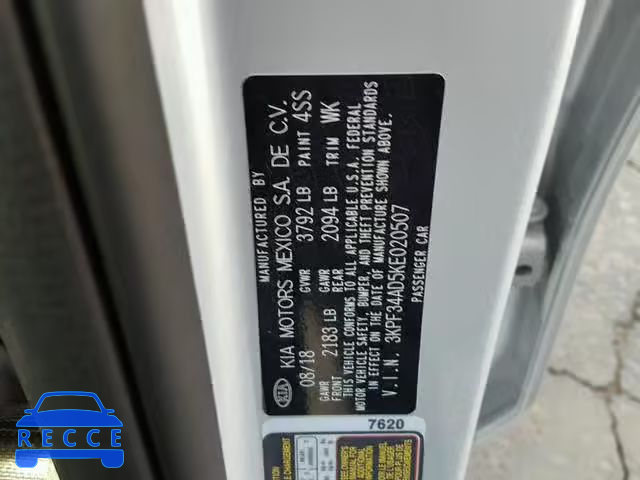 MANUFACTURED BY
KIA KIA MOTORS MEXICO S.A. DE C.V.
08/18 GVWR 3792 LB PAINT 4SS
GAWR FRONT 2183 LB GAWR REAR 2094 LB TRIM WK
THIS VEHICLE CONFORMS TO ALL APPLICABLE U.S.A. FEDERAL
MOTOR VEHICLE SAFETY, BUMPER, AND THEFT PREVENTION STANDARDS
IN EFFECT ON THE DATE OF MANUFACTURE SHOWN ABOVE.
V.I.N. 3KPF34AD5KE020507
PASSENGER CAR
7620
RECCE